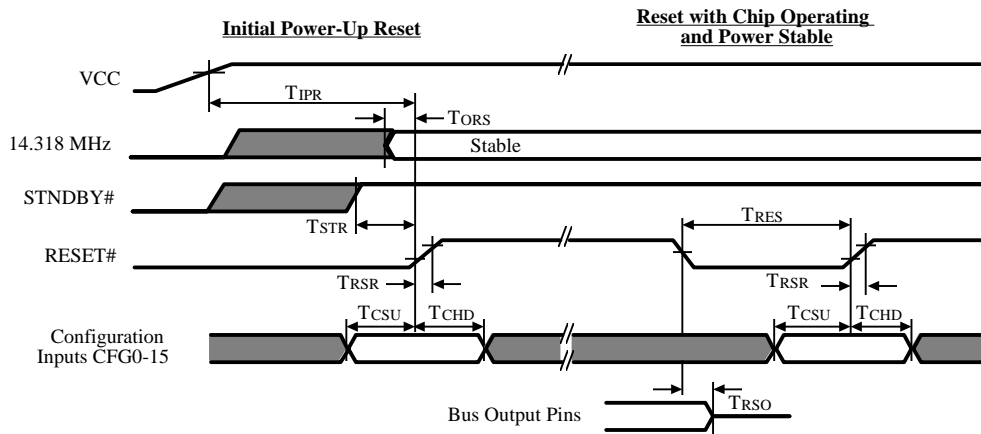 Initial Power-Up Reset
Reset with Chip Operating
and Power Stable
VCC
TIPR
TORS
14.318 MHz
Stable
STNDBY#
TSTR
TRES
RESET#
TRSR
TRSR
TCSU
TCHD
TCSU
TCHD
Configuration
Inputs CFG0-15
TRSO
Bus Output Pins